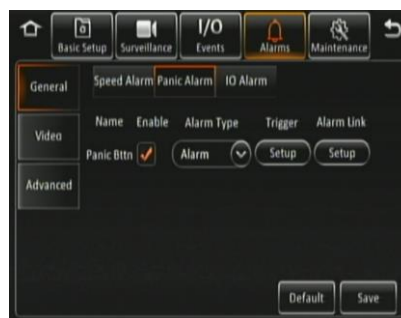 Basic Setup
Surveillance
I/O
Events
Alarms
Maintenance
General
Speed Alarm Panic Alarm IO Alarm
Name Enable Alarm Type Trigger Alarm Link
Video
Panic Bttn Alarm Setup Setup
Advanced
Default Save